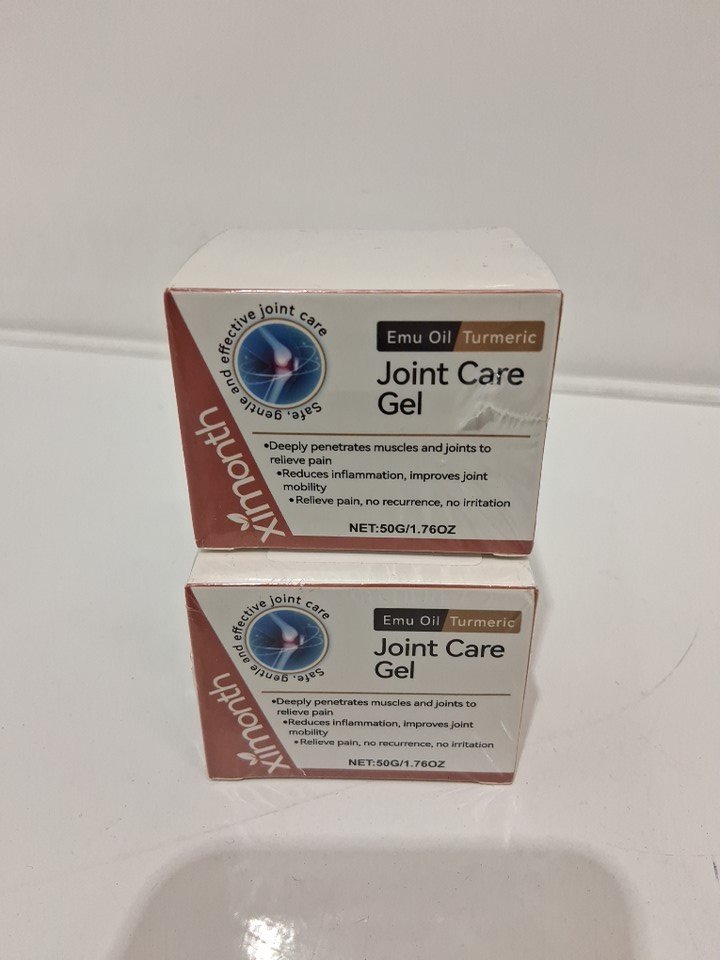 Safe, gentle and effective joint care
Emu Oil Turmeric
Joint Care
Gel
•Deeply penetrates muscles and joints to
relieve pain
•Reduces inflammation, improves joint
mobility
•Relieve pain, no recurrence, no irritation
NET:50G/1.76OZ
ximonth
Safe, gentle and effective joint care
Emu Oil Turmeric
Joint Care
Gel
•Deeply penetrates muscles and joints to
relieve pain
•Reduces inflammation, improves joint
mobility
•Relieve pain, no recurrence, no irritation
NET:50G/1.76OZ
ximonth